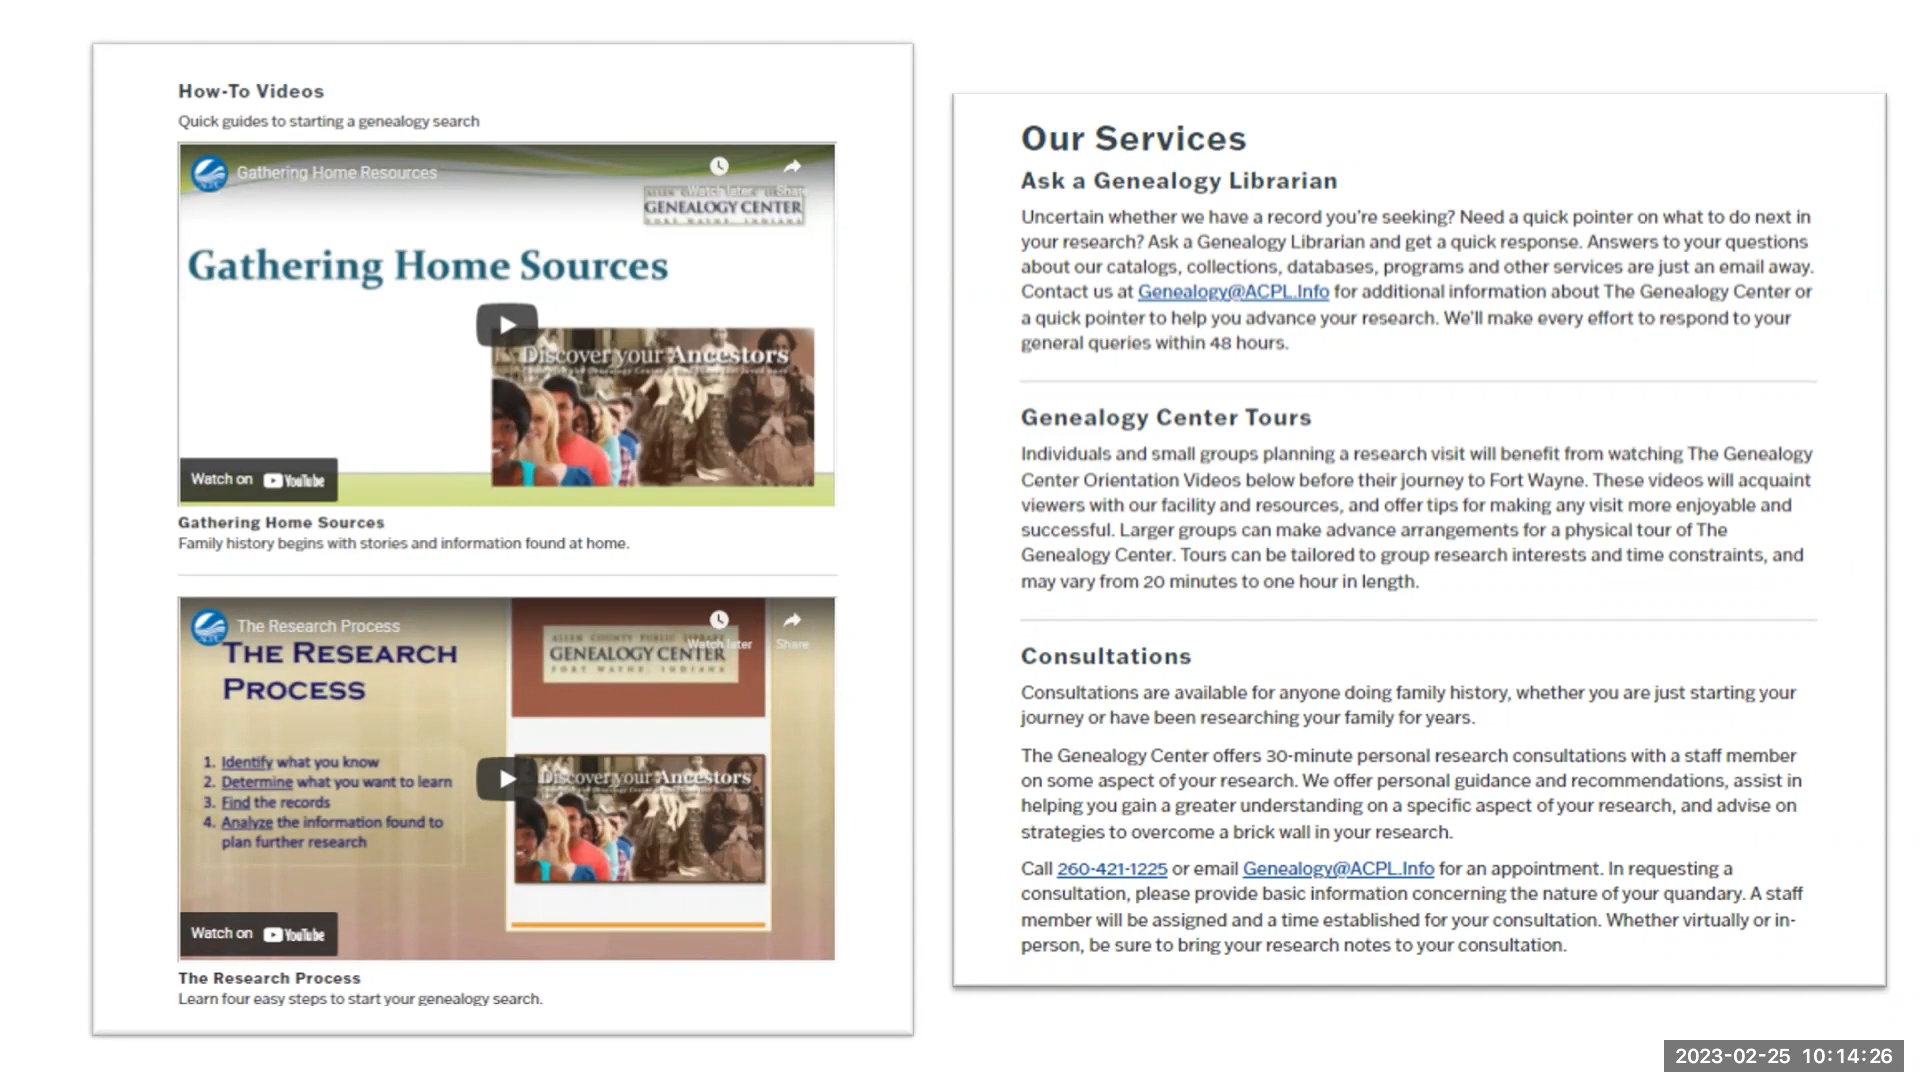 How-To Videos
Quick guides to starting a genealogy search
Gathering Home Resources
Watch later
Share
GENEALOGY CENTER
FORT WAYNE, INDIANA
Gathering Home Sources
Discover your Ancestors
Watch on YouTube
Gathering Home Sources
Family history begins with stories and information found at home.
The Research Process
Watch later
Share
THE RESEARCH
PROCESS
ALLEN COUNTY PUBLIC LIBRARY
GENEALOGY CENTER
FORT WAYNE, INDIANA
1. Identify what you know
2. Determine what you want to learn
3. Find the records
4. Analyze the information found to
plan further research
Discover your Ancestors
Watch on YouTube
The Research Process
Learn four easy steps to start your genealogy search.
Our Services
Ask a Genealogy Librarian
Uncertain whether we have a record you're seeking? Need a quick pointer on what to do next in
your research? Ask a Genealogy Librarian and get a quick response. Answers to your questions
about our catalogs, collections, databases, programs and other services are just an email away.
Contact us at Genealogy@ACPL.Info for additional information about The Genealogy Center or
a quick pointer to help you advance your research. We'll make every effort to respond to your
general queries within 48 hours.
Genealogy Center Tours
Individuals and small groups planning a research visit will benefit from watching The Genealogy
Center Orientation Videos below before their journey to Fort Wayne. These videos will acquaint
viewers with our facility and resources, and offer tips for making any visit more enjoyable and
successful. Larger groups can make advance arrangements for a physical tour of The
Genealogy Center. Tours can be tailored to group research interests and time constraints, and
may vary from 20 minutes to one hour in length.
Consultations
Consultations are available for anyone doing family history, whether you are just starting your
journey or have been researching your family for years.
The Genealogy Center offers 30-minute personal research consultations with a staff member
on some aspect of your research. We offer personal guidance and recommendations, assist in
helping you gain a greater understanding on a specific aspect of your research, and advise on
strategies to overcome a brick wall in your research.
Call 260-421-1225 or email Genealogy@ACPL.Info for an appointment. In requesting a
consultation, please provide basic information concerning the nature of your quandary. A staff
member will be assigned and a time established for your consultation. Whether virtually or in-
person, be sure to bring your research notes to your consultation.
2023-02-25 10:14:26